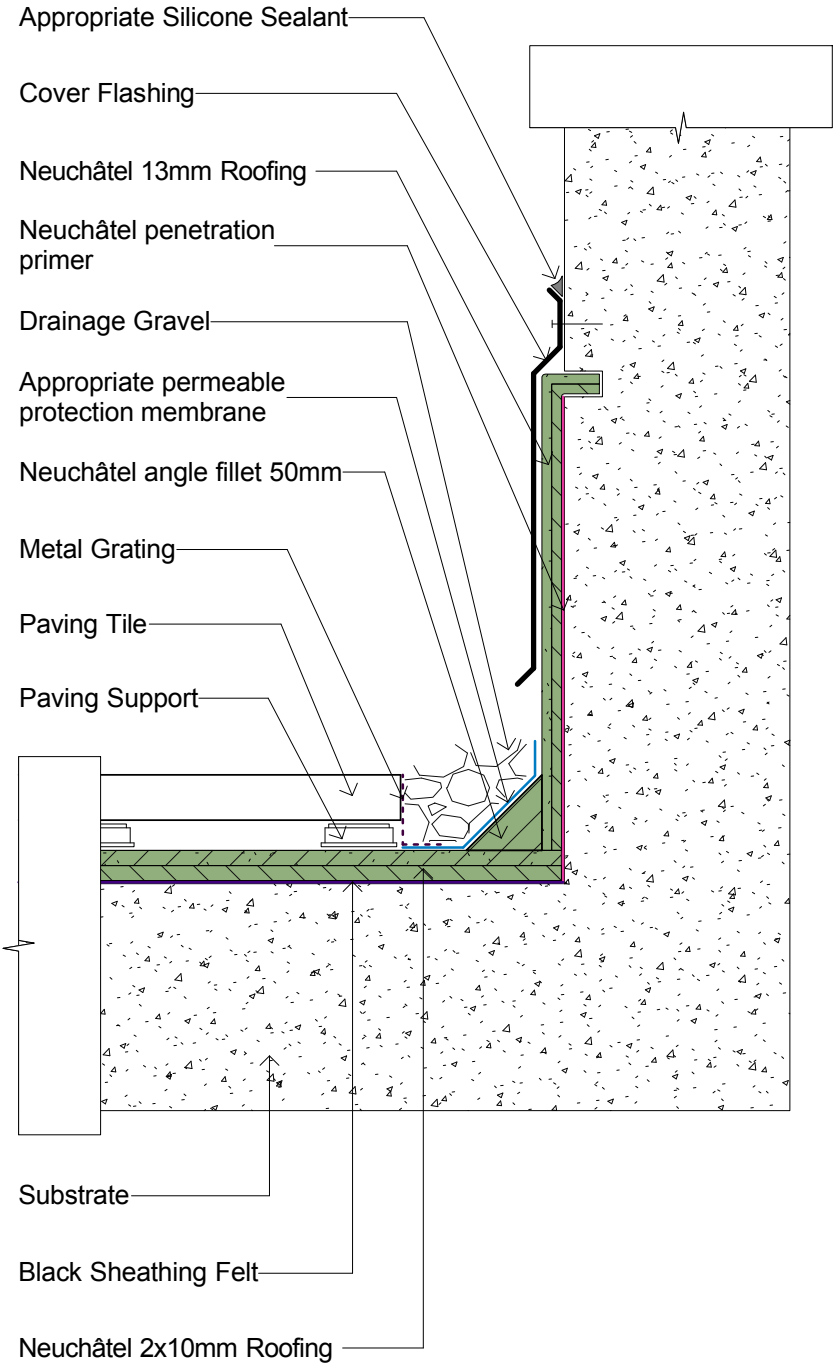 Appropriate Silicone Sealant
Cover Flashing
Neuchâtel 13mm Roofing
Neuchâtel penetration
primer
Drainage Gravel
Appropriate permeable
protection membrane
Neuchâtel angle fillet 50mm
Metal Grating
Paving Tile
Paving Support
Substrate
Black Sheathing Felt
Neuchâtel 2x10mm Roofing